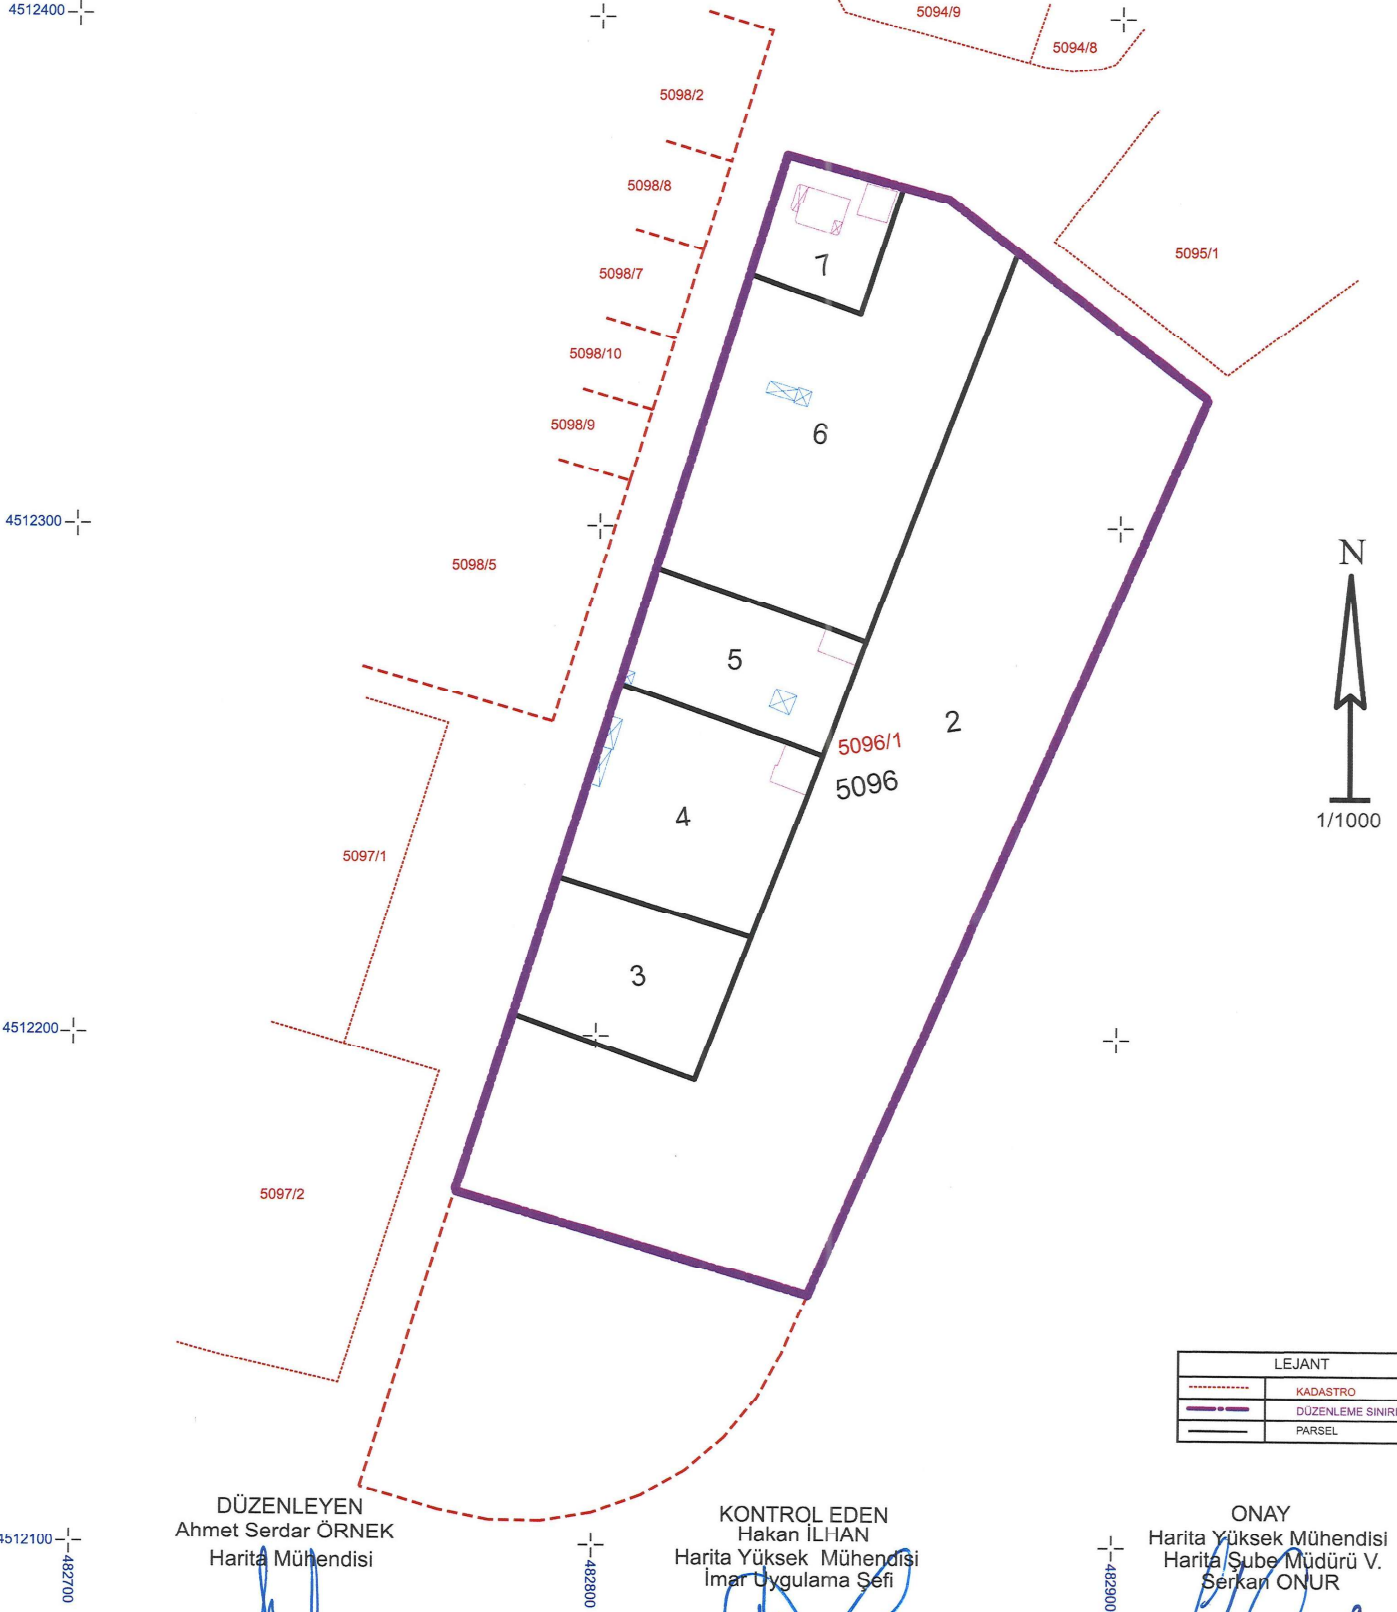 4512400
5094/9
5094/8
5098/2
5098/8
5095/1
7
5098/7
5098/10
5098/9
6
4512300
5098/5
N
5
2
5096/1
5096
4
1/1000
5097/1
3
4512200
5097/2
LEJANT
KADASTRO
DÜZENLEME SINIRI
PARSEL
DÜZENLEYEN
Ahmet Serdar ÖRNEK
Harita Mühendisi
KONTROL EDEN
Hakan İLHAN
Harita Yüksek Mühendisi
İmar Uygulama Şefi
ONAY
Harita Yüksek Mühendisi
Harita Şube Müdürü V.
Serkan ONUR
4512100
482700
482800
482900